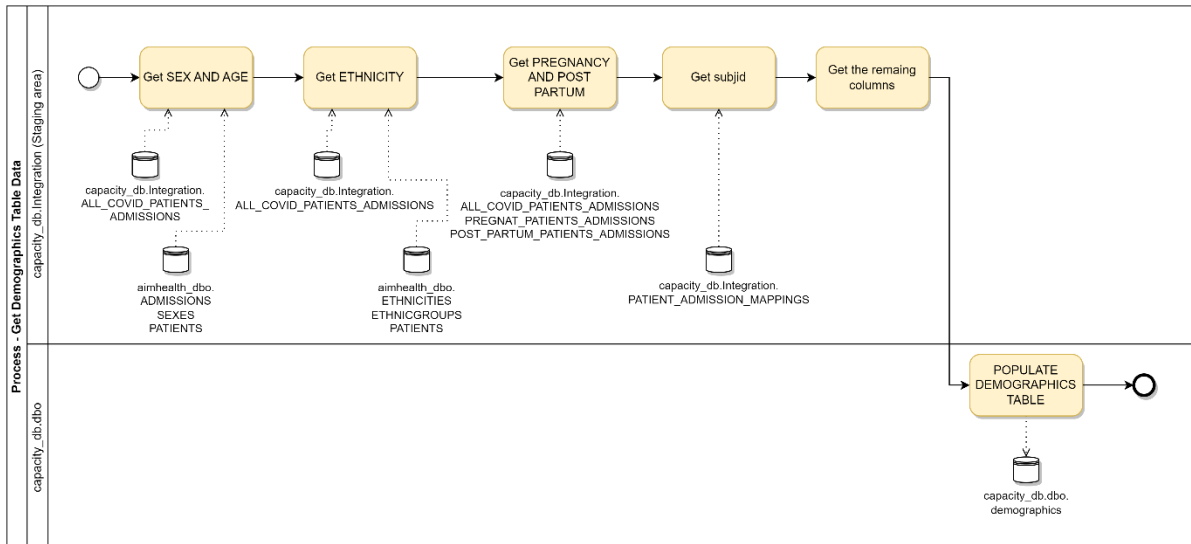 Process - Get Demographics Table Data
capacity_db.Integration (Staging area)
Get SEX AND AGE
Get ETHNICITY
Get PREGNANCY
AND POST
PARTUM
Get subjid
Get the remaing
columns
capacity_db.Integration.
ALL_COVID_PATIENTS_
ADMISSIONS
capacity_db.Integration.
ALL_COVID_PATIENTS_ADMISSIONS
capacity_db.Integration.
ALL_COVID_PATIENTS_ADMISSIONS
PREGNAT_PATIENTS_ADMISSIONS
POST_PARTUM_PATIENTS_ADMISSIONS
aimhealth_dbo.
ADMISSIONS
SEXES
PATIENTS
aimhealth_dbo.
ETHNICITIES
ETHNICGROUPS
PATIENTS
capacity_db.Integration.
PATIENT_ADMISSION_MAPPINGS
capacity_db.dbo
POPULATE
DEMOGRAPHICS
TABLE
capacity_db.dbo.
demographics